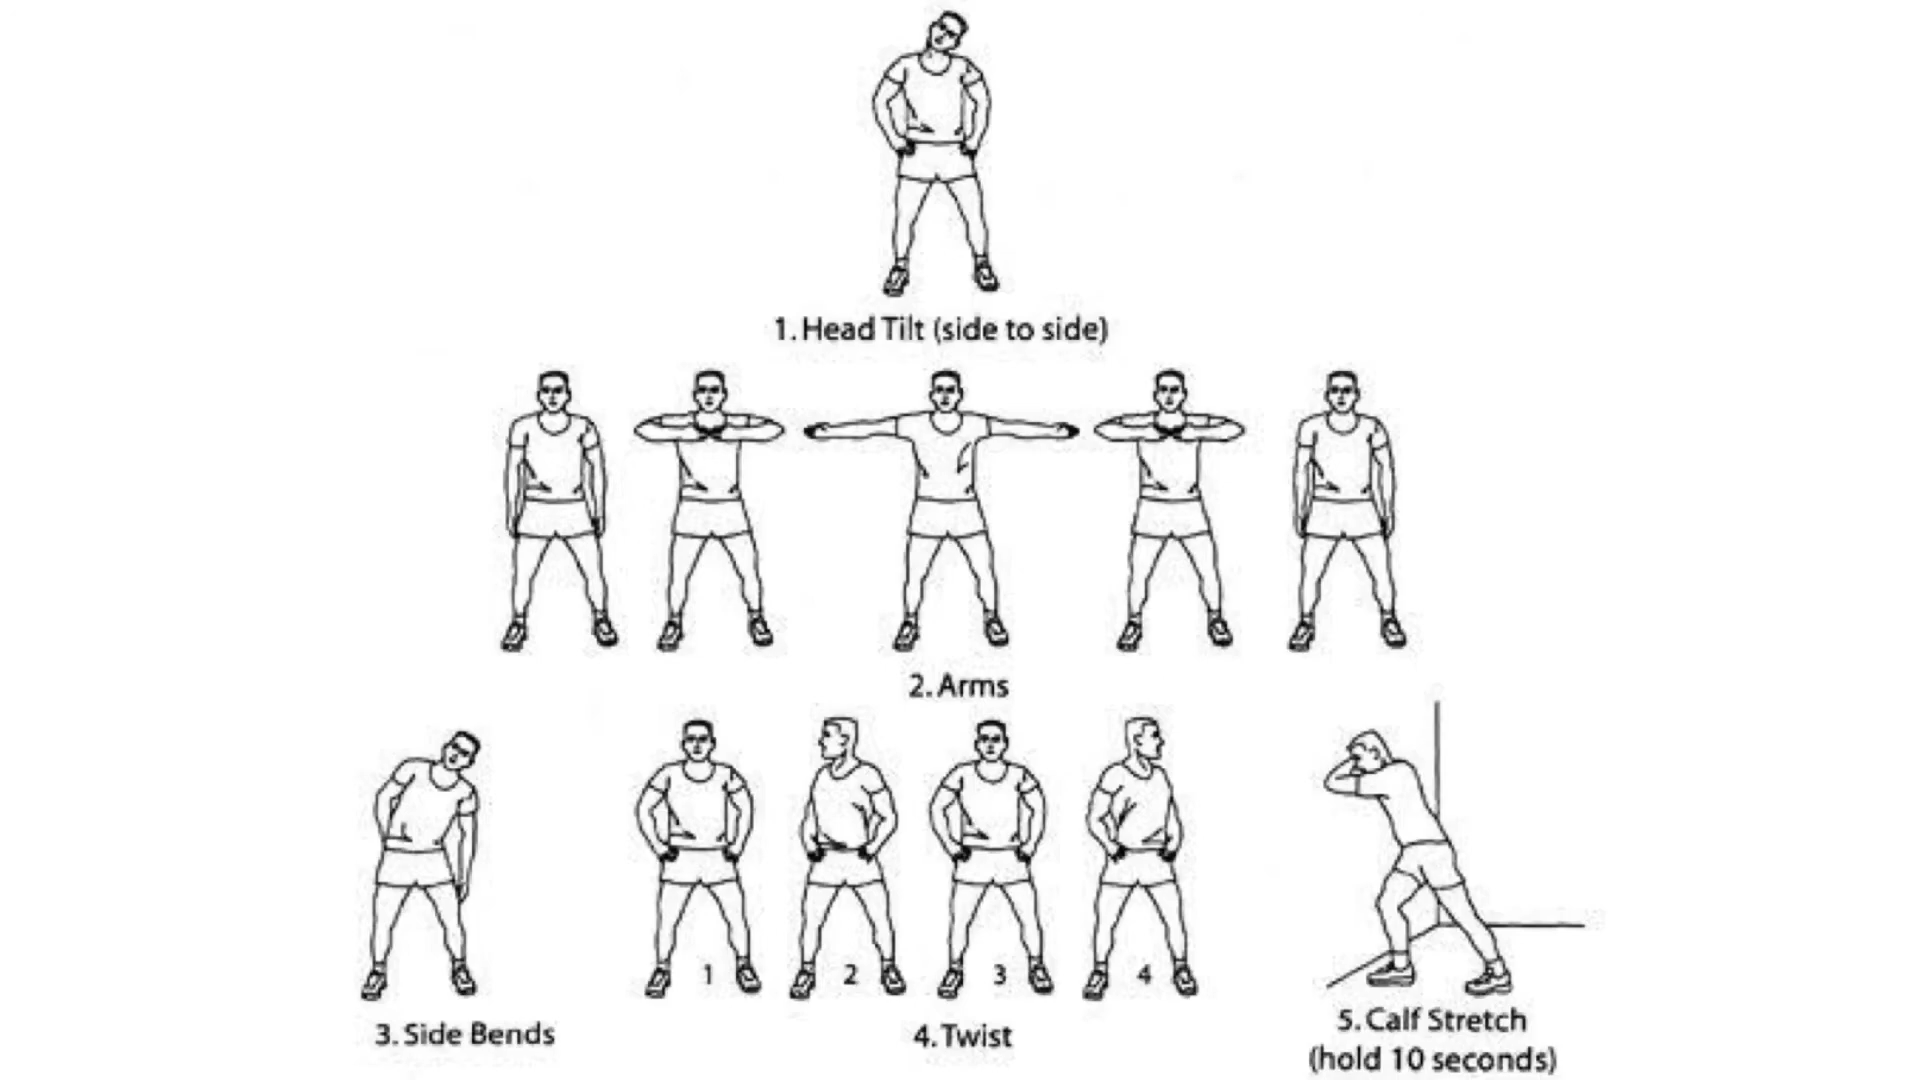 1. Head Tilt (side to side)
2. Arms
1 2 3 4
3. Side Bends
4. Twist
5. Calf Stretch
(hold 10 seconds)